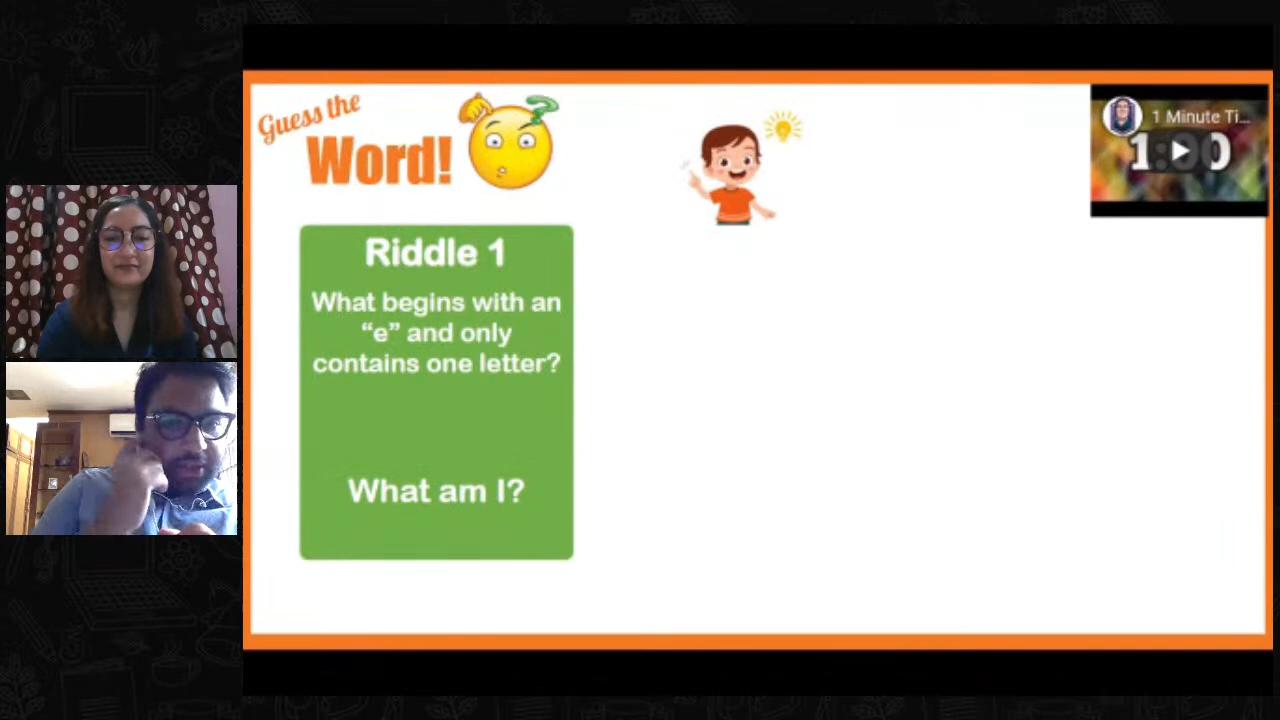 Guess the
Word!
1 Minute Ti...
1:00
Riddle 1
What begins with an
“e” and only
contains one letter?
What am I?